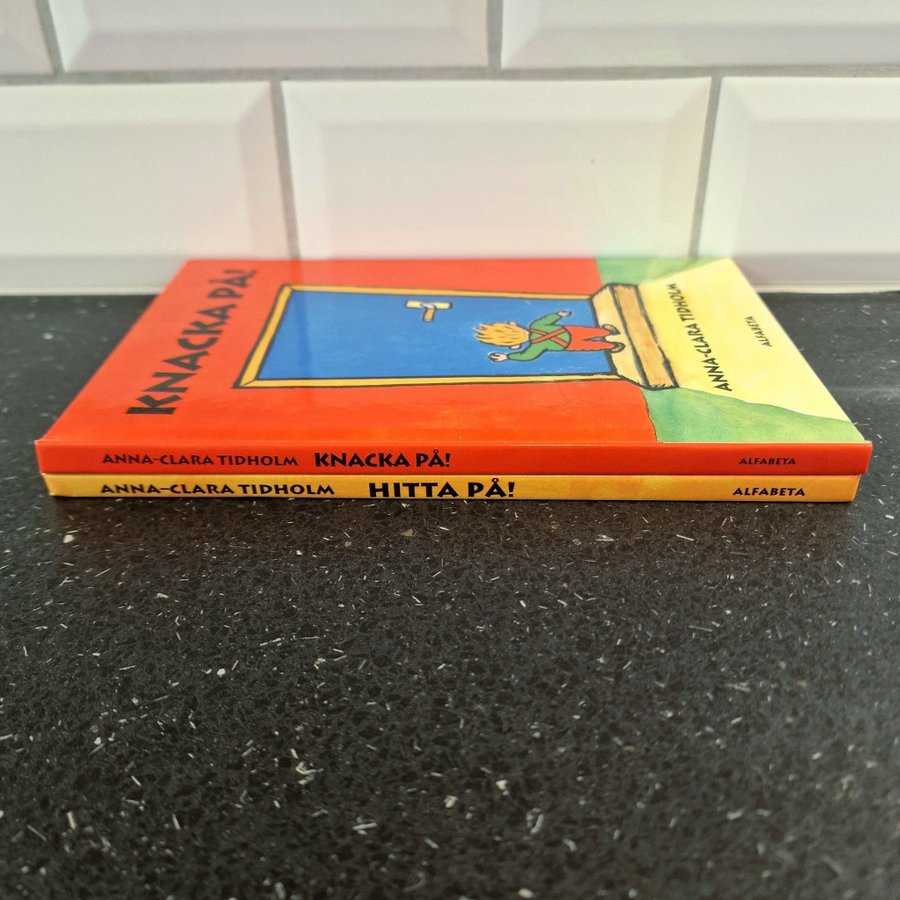 KNACKA PÅ!
ANNA-CLARA TIDHOLM
ALFABETA
ANNA-CLARA TIDHOLM KNACKA PÅ! ALFABETA
ANNA-CLARA TIDHOLM HITTA PÅ! ALFABETA